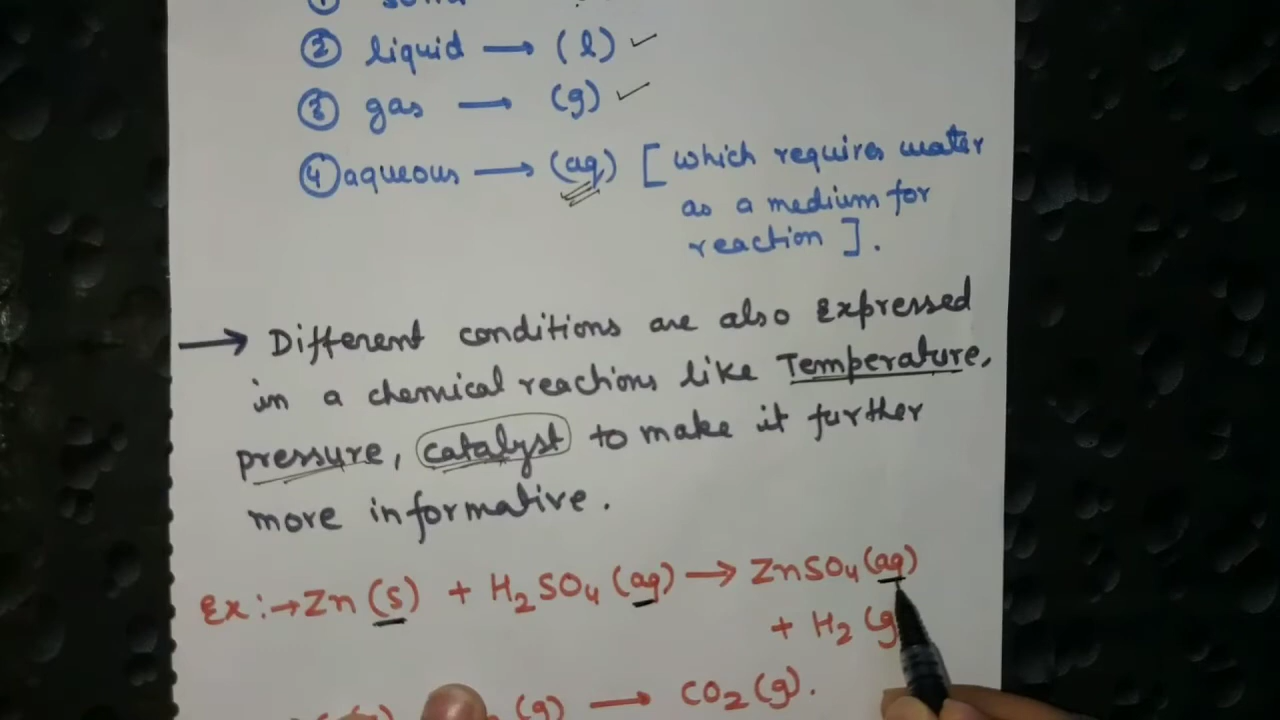 ② liquid → (l) ✓
③ gas → (g) ✓
④ aqueous → (aq) [which requires water
as a medium for
reaction].
→ Different conditions are also Expressed
in a chemical reactions like Temperature,
pressure, catalyst to make it further
more informative.
Ex:→ Zn (s) + H₂SO₄ (aq) → ZnSO₄ (aq)
+ H₂ (g
(g) → CO₂ (g).